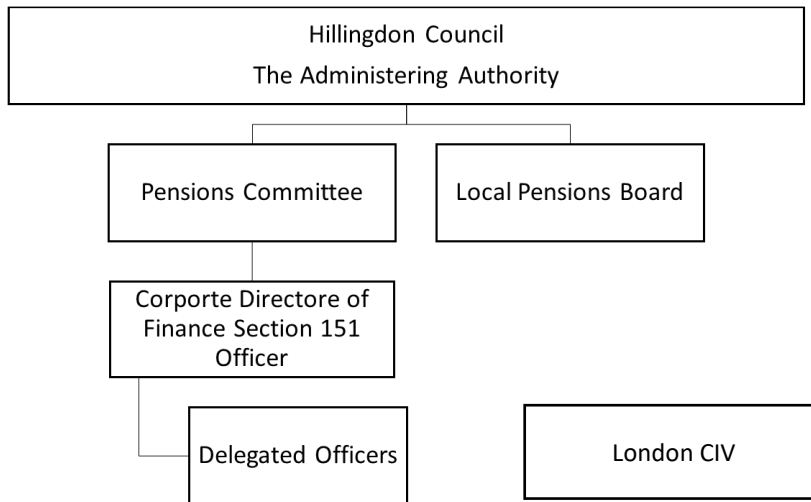 Hillingdon Council
The Administering Authority
Pensions Committee
Local Pensions Board
Corporte Directore of
Finance Section 151
Officer
Delegated Officers
London CIV